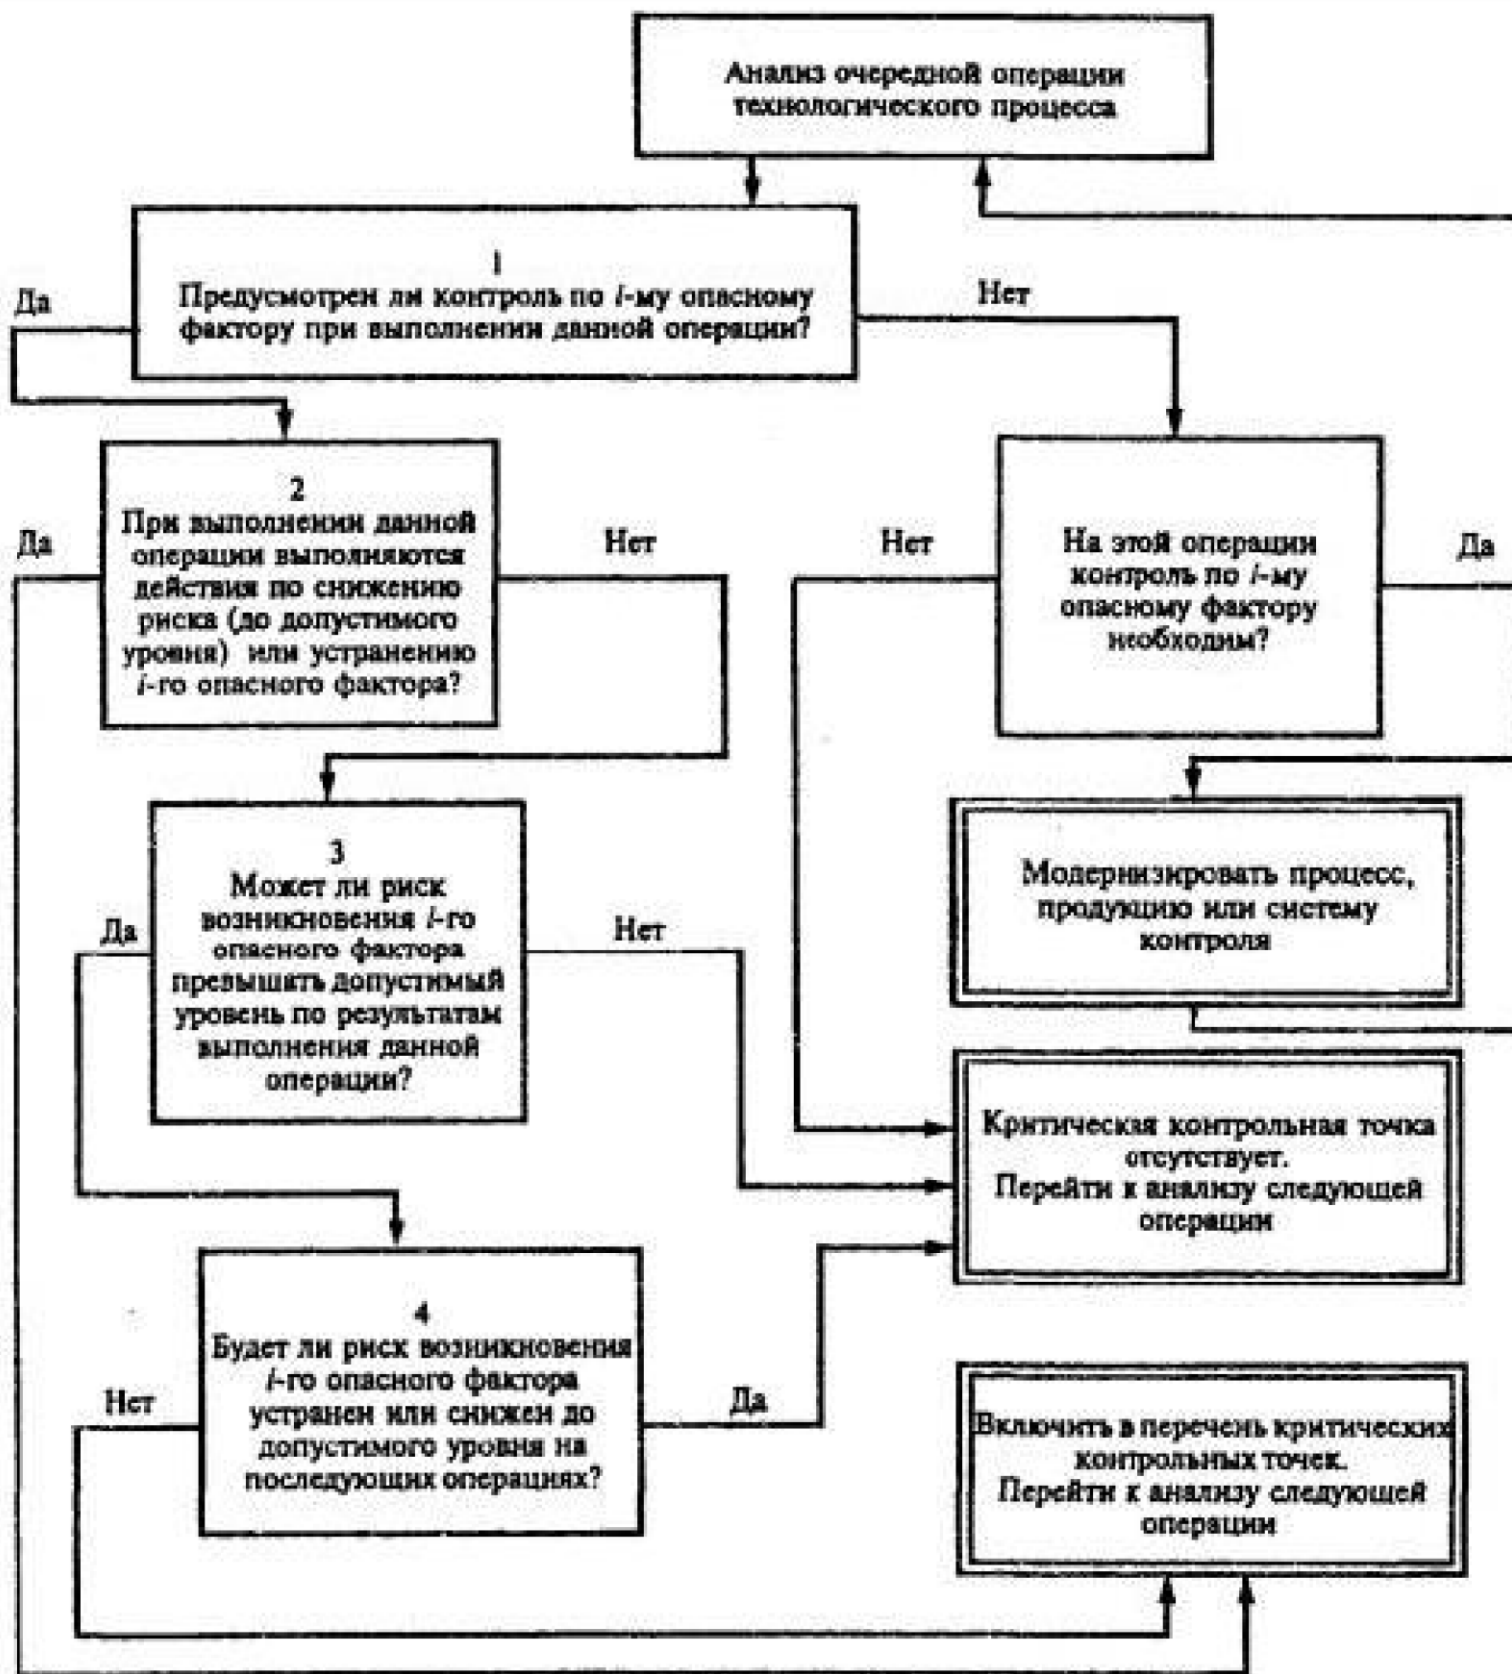 Анализ очередной операции
технологического процесса
1
Предусмотрен ли контроль по i-му опасному
фактору при выполнении данной операции?
Да
Нет
2
При выполнении данной
операции выполняются
действия по снижению
риска (до допустимого
уровня) или устранению
i-го опасного фактора?
Да
Нет
На этой операции
контроль по i-му
опасному фактору
необходим?
Нет
Да
3
Может ли риск
возникновения i-го
опасного фактора
превышать допустимый
уровень по результатам
выполнения данной
операции?
Да
Нет
Модернизировать процесс,
продукцию или систему
контроля
Критическая контрольная точка
отсутствует.
Перейти к анализу следующей
операции
4
Будет ли риск возникновения
i-го опасного фактора
устранен или снижен до
допустимого уровня на
последующих операциях?
Нет
Да
Включить в перечень критических
контрольных точек.
Перейти к анализу следующей
операции